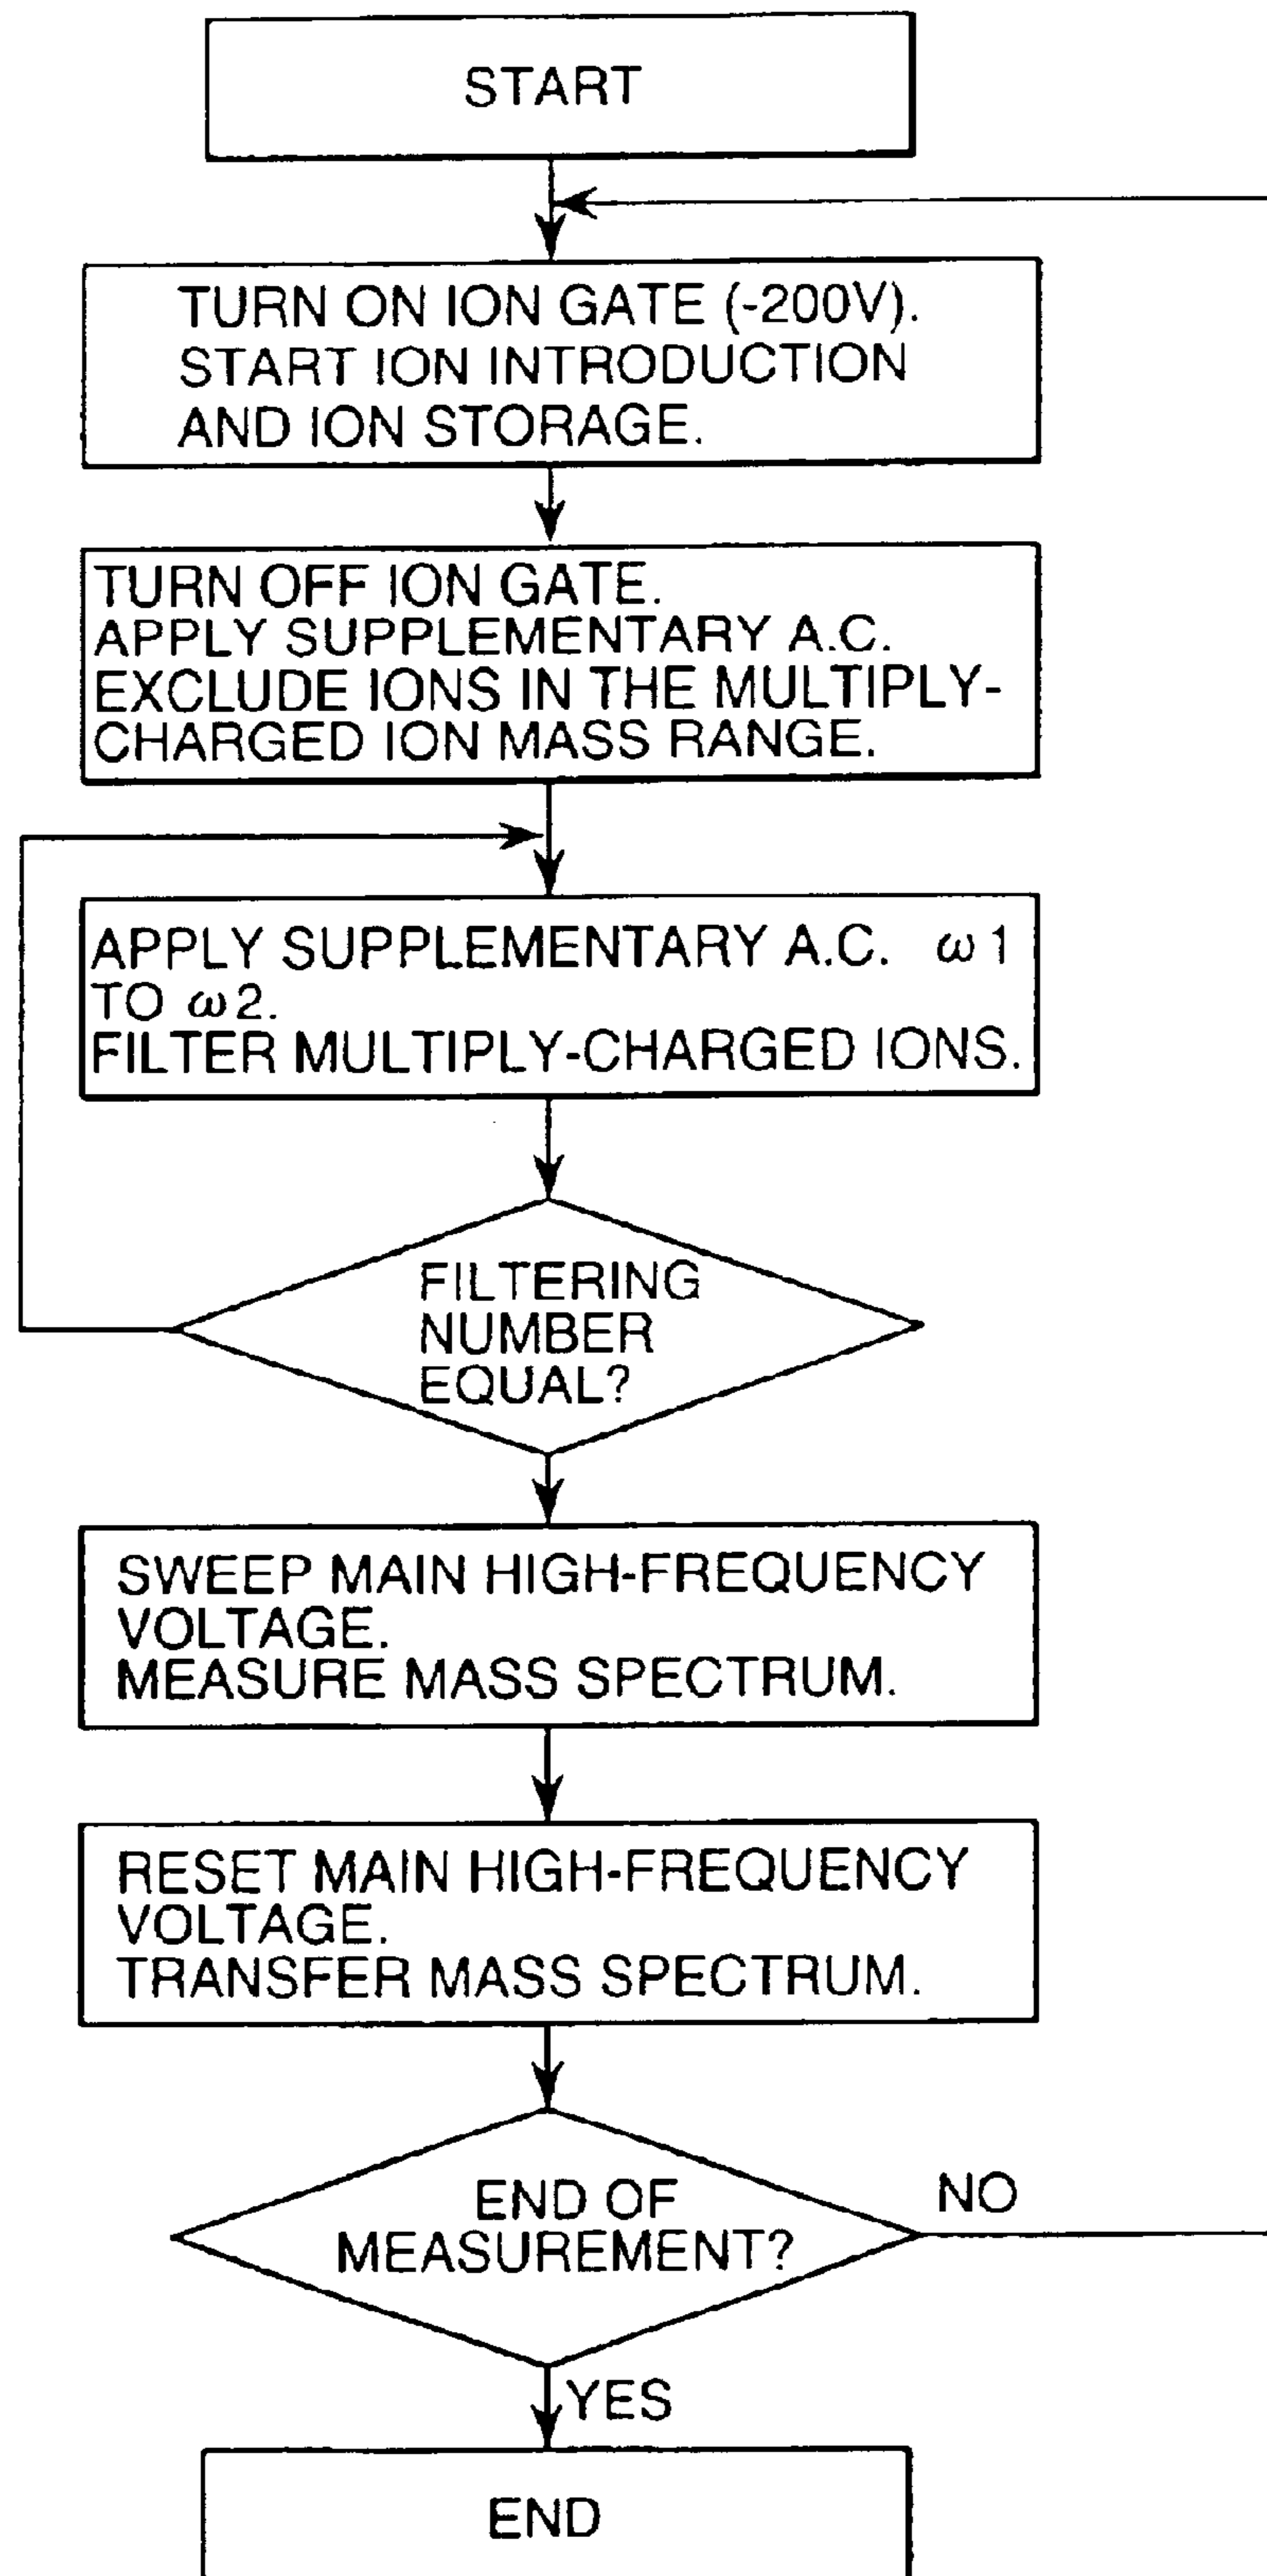 START
TURN ON ION GATE (-200V).
START ION INTRODUCTION
AND ION STORAGE.
TURN OFF ION GATE.
APPLY SUPPLEMENTARY A.C.
EXCLUDE IONS IN THE MULTIPLY-
CHARGED ION MASS RANGE.
APPLY SUPPLEMENTARY A.C. ω1
TO ω2.
FILTER MULTIPLY-CHARGED IONS.
FILTERING
NUMBER
EQUAL?
SWEEP MAIN HIGH-FREQUENCY
VOLTAGE.
MEASURE MASS SPECTRUM.
RESET MAIN HIGH-FREQUENCY
VOLTAGE.
TRANSFER MASS SPECTRUM.
END OF
MEASUREMENT?
NO
YES
END